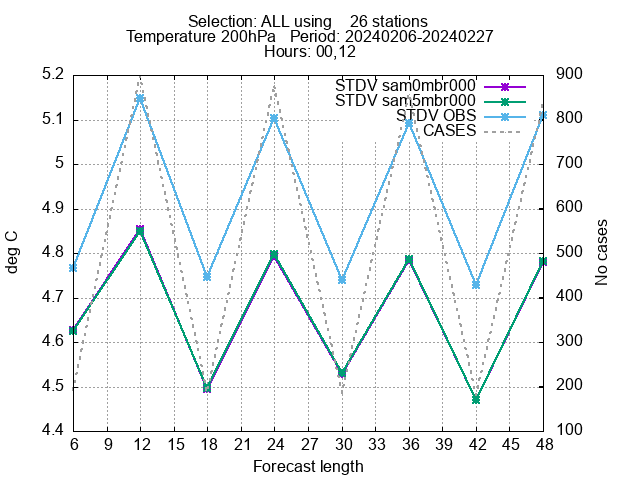 Selection: ALL using    26 stations
Temperature 200hPa   Period: 20240206-20240227
Hours: 00,12
STDV sam0mbr000
STDV sam5mbr000
STDV OBS
CASES
5.2
5.1
5
4.9
4.8
4.7
4.6
4.5
4.4
deg C
900
800
700
600
500
400
300
200
100
No cases
6 9 12 15 18 21 24 27 30 33 36 39 42 45 48
Forecast length